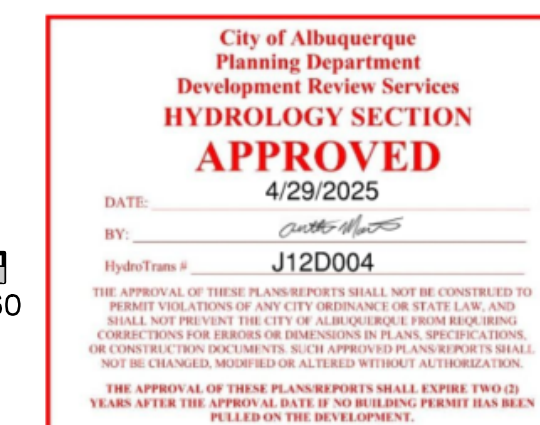 City of Albuquerque
Planning Department
Development Review Services
HYDROLOGY SECTION
APPROVED
DATE: 4/29/2025
BY:
HydroTrans # J12D004
THE APPROVAL OF THESE PLANS/REPORTS SHALL NOT BE CONSTRUED TO
PERMIT VIOLATIONS OF ANY CITY ORDINANCE OR STATE LAW, AND
SHALL NOT PREVENT THE CITY OF ALBUQUERQUE FROM REQUIRING
CORRECTIONS FOR ERRORS OR DIMENSIONS IN PLANS, SPECIFICATIONS,
OR CONSTRUCTION DOCUMENTS. SUCH APPROVED PLANS/REPORTS SHALL
NOT BE CHANGED, MODIFIED OR ALTERED WITHOUT AUTHORIZATION.
THE APPROVAL OF THESE PLANS/REPORTS SHALL EXPIRE TWO (2)
YEARS AFTER THE APPROVAL DATE IF NO BUILDING PERMIT HAS BEEN
PULLED ON THE DEVELOPMENT.